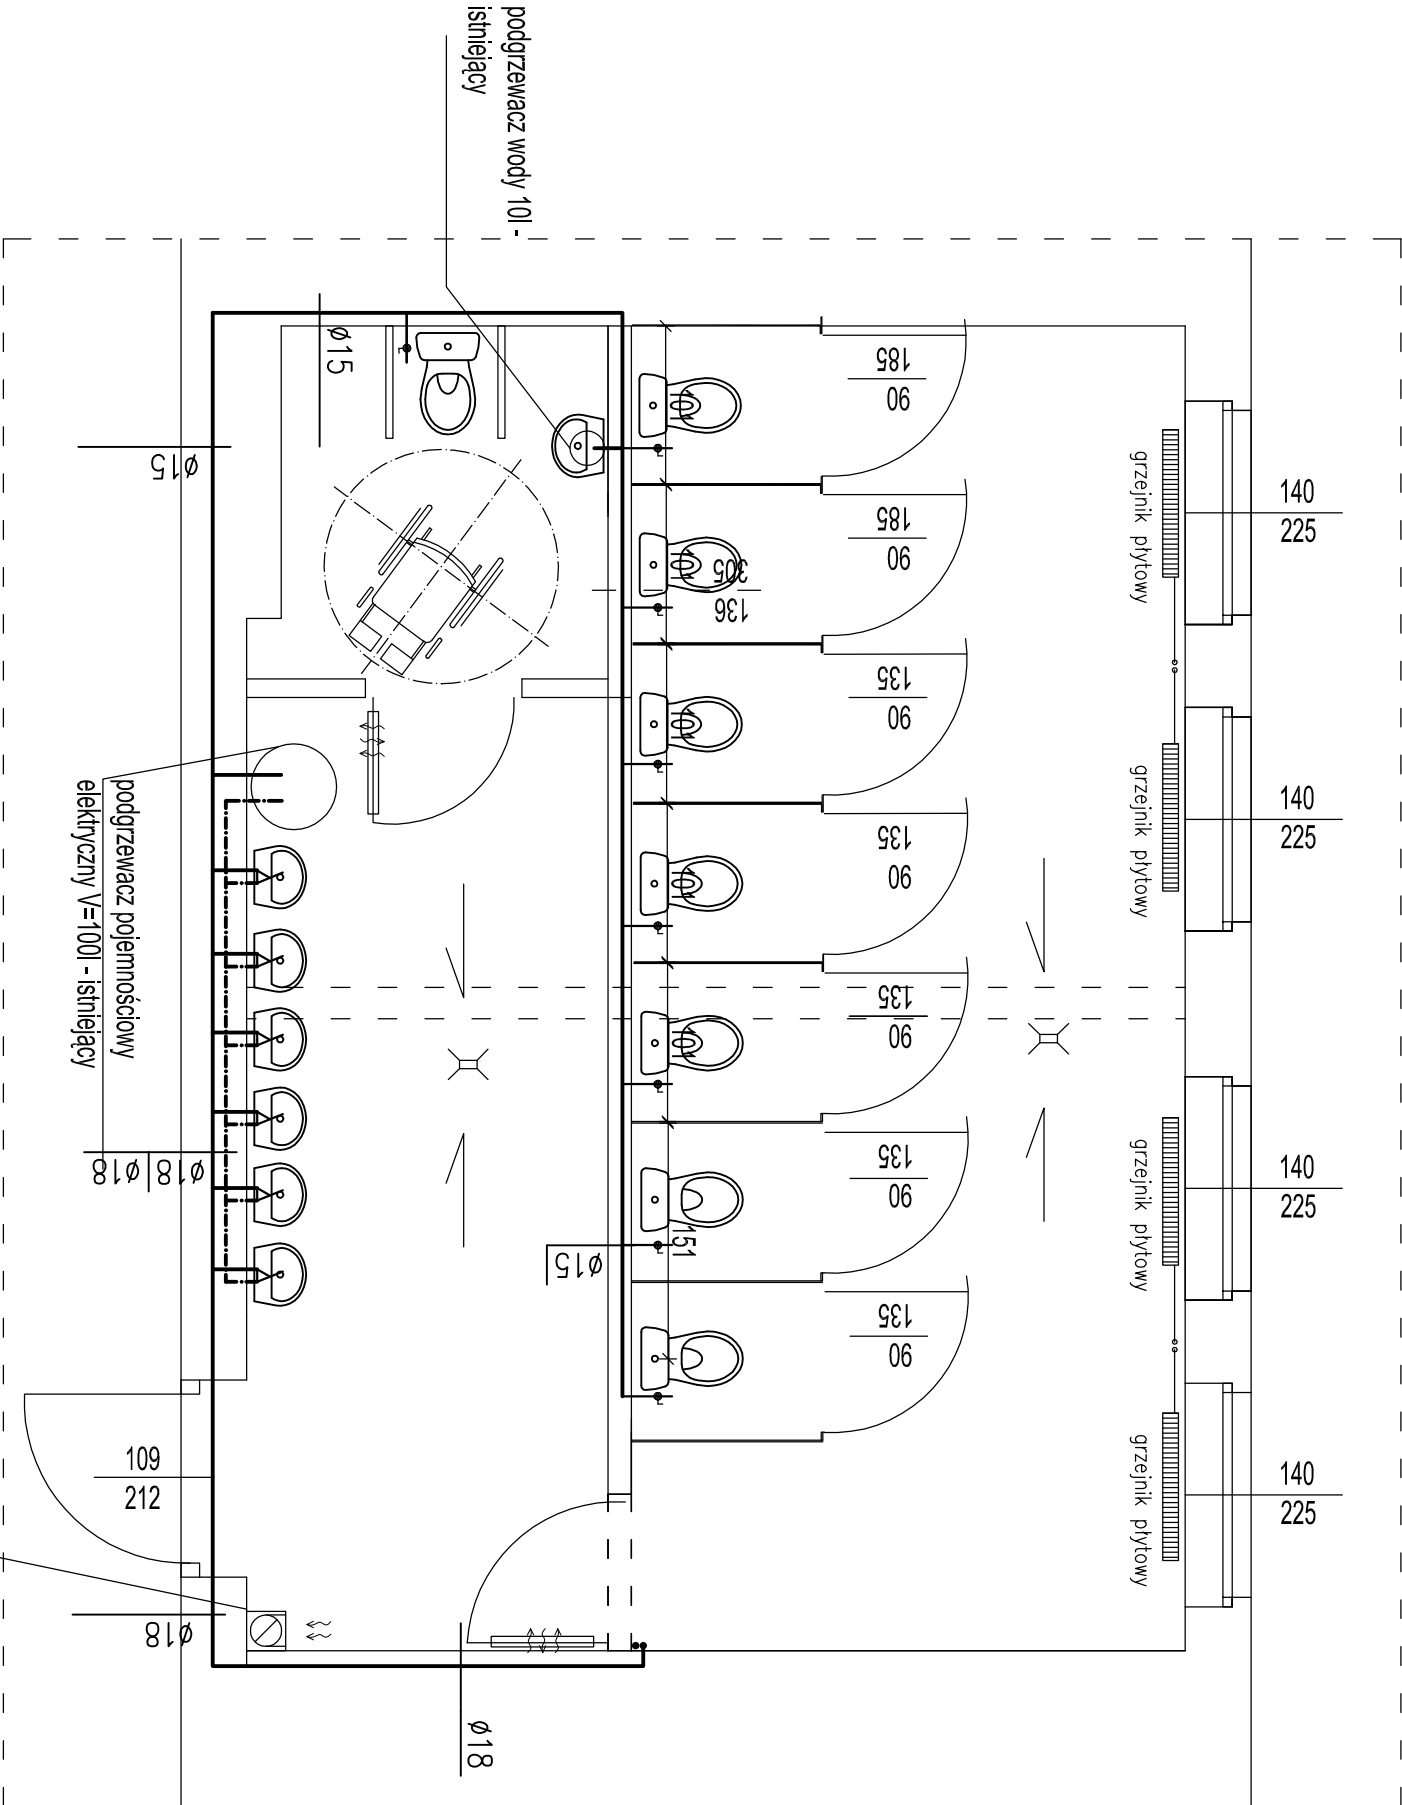 podgrzewacz wody 10l -
istniejący
ø15
ø15
185
90
185
90
305
136
135
90
135
90
135
90
135
90
135
90
151
ø15
grzejnik płytowy
grzejnik płytowy
grzejnik płytowy
grzejnik płytowy
140
225
140
225
140
225
140
225
podgrzewacz pojemnościowy
elektryczny V=100l - istniejący
ø18
ø18
109
212
ø18
ø18